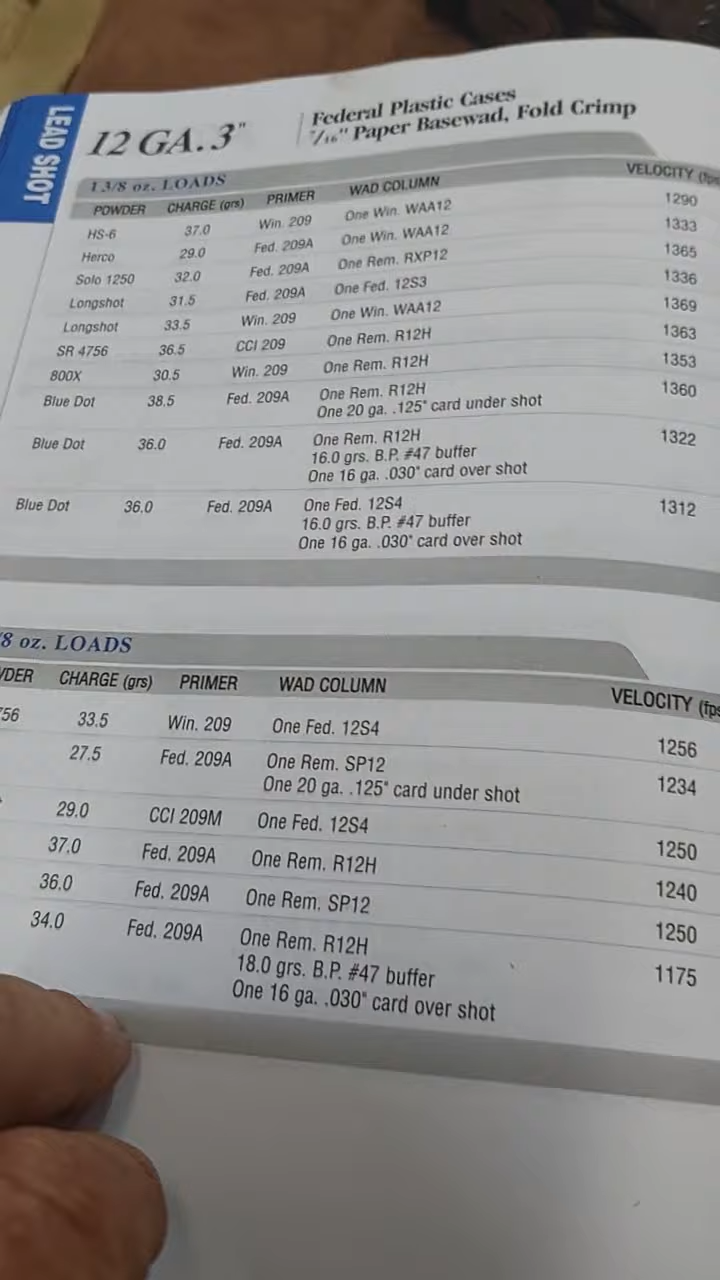 LEAD SHOT
12 GA. 3" Federal Plastic Cases
7/16" Paper Basewad, Fold Crimp
1 3/8 oz. LOADS
POWDER CHARGE (grs) PRIMER WAD COLUMN VELOCITY (fps
HS-6 37.0 Win. 209 One Win. WAA12 1290
Herco 29.0 Fed. 209A One Win. WAA12 1333
Solo 1250 32.0 Fed. 209A One Rem. RXP12 1365
Longshot 31.5 Fed. 209A One Fed. 12S3 1336
Longshot 33.5 Win. 209 One Win. WAA12 1369
SR 4756 36.5 CCI 209 One Rem. R12H 1363
800X 30.5 Win. 209 One Rem. R12H 1353
Blue Dot 38.5 Fed. 209A One Rem. R12H 1360
One 20 ga. .125" card under shot
Blue Dot 36.0 Fed. 209A One Rem. R12H 1322
16.0 grs. B.P. #47 buffer
One 16 ga. .030" card over shot
Blue Dot 36.0 Fed. 209A One Fed. 12S4 1312
16.0 grs. B.P. #47 buffer
One 16 ga. .030" card over shot
/8 oz. LOADS
WDER CHARGE (grs) PRIMER WAD COLUMN VELOCITY (fps
756 33.5 Win. 209 One Fed. 12S4 1256
27.5 Fed. 209A One Rem. SP12 1234
One 20 ga. .125" card under shot
29.0 CCI 209M One Fed. 12S4 1250
37.0 Fed. 209A One Rem. R12H 1240
36.0 Fed. 209A One Rem. SP12 1250
34.0 Fed. 209A One Rem. R12H 1175
18.0 grs. B.P. #47 buffer
One 16 ga. .030" card over shot